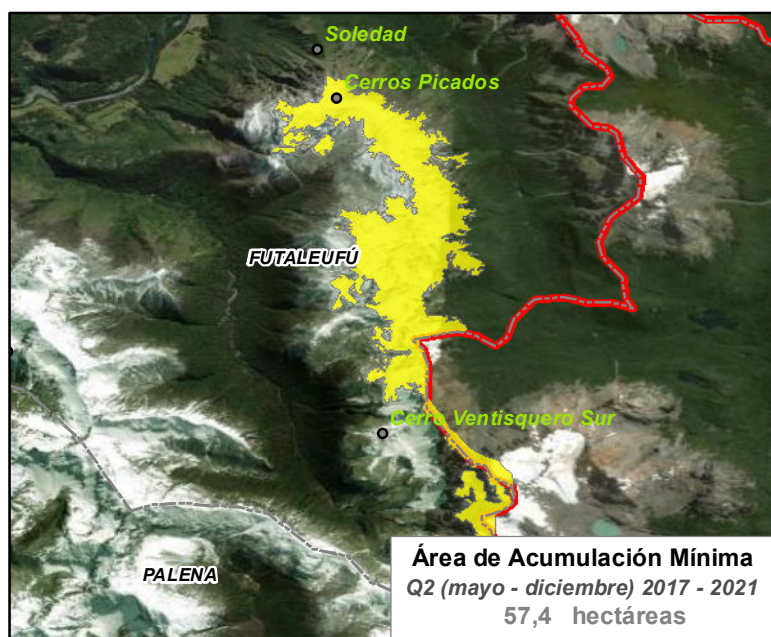 Soledad
Cerros Picados
FUTALEUFÚ
Cerro Ventisquero Sur
PALENA
Área de Acumulación Mínima
Q2 (mayo - diciembre) 2017 - 2021
57,4 hectáreas